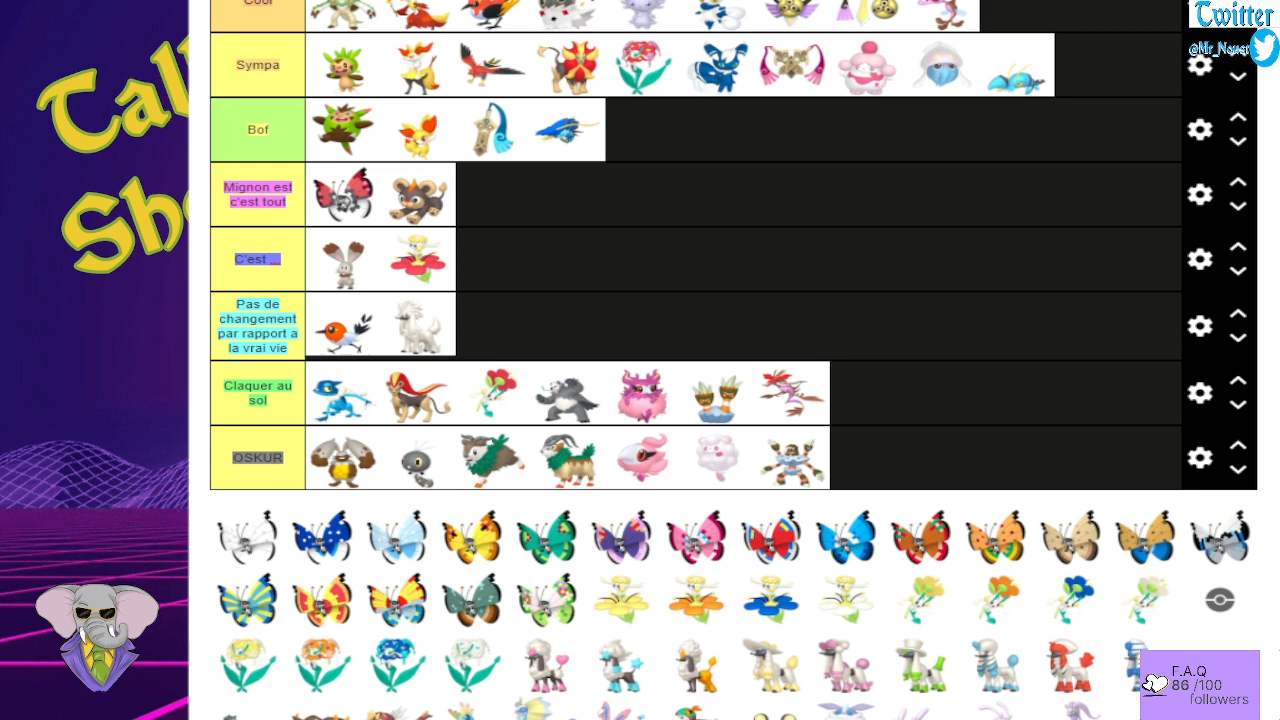 Cool
Twitter
@Mr_Nouer
Sympa
Bof
Mignon est
c'est tout
C'est ...
Pas de
changement
par rapport a
la vrai vie
Claquer au
sol
OSKUR
F.A.Q
86 /100
followers